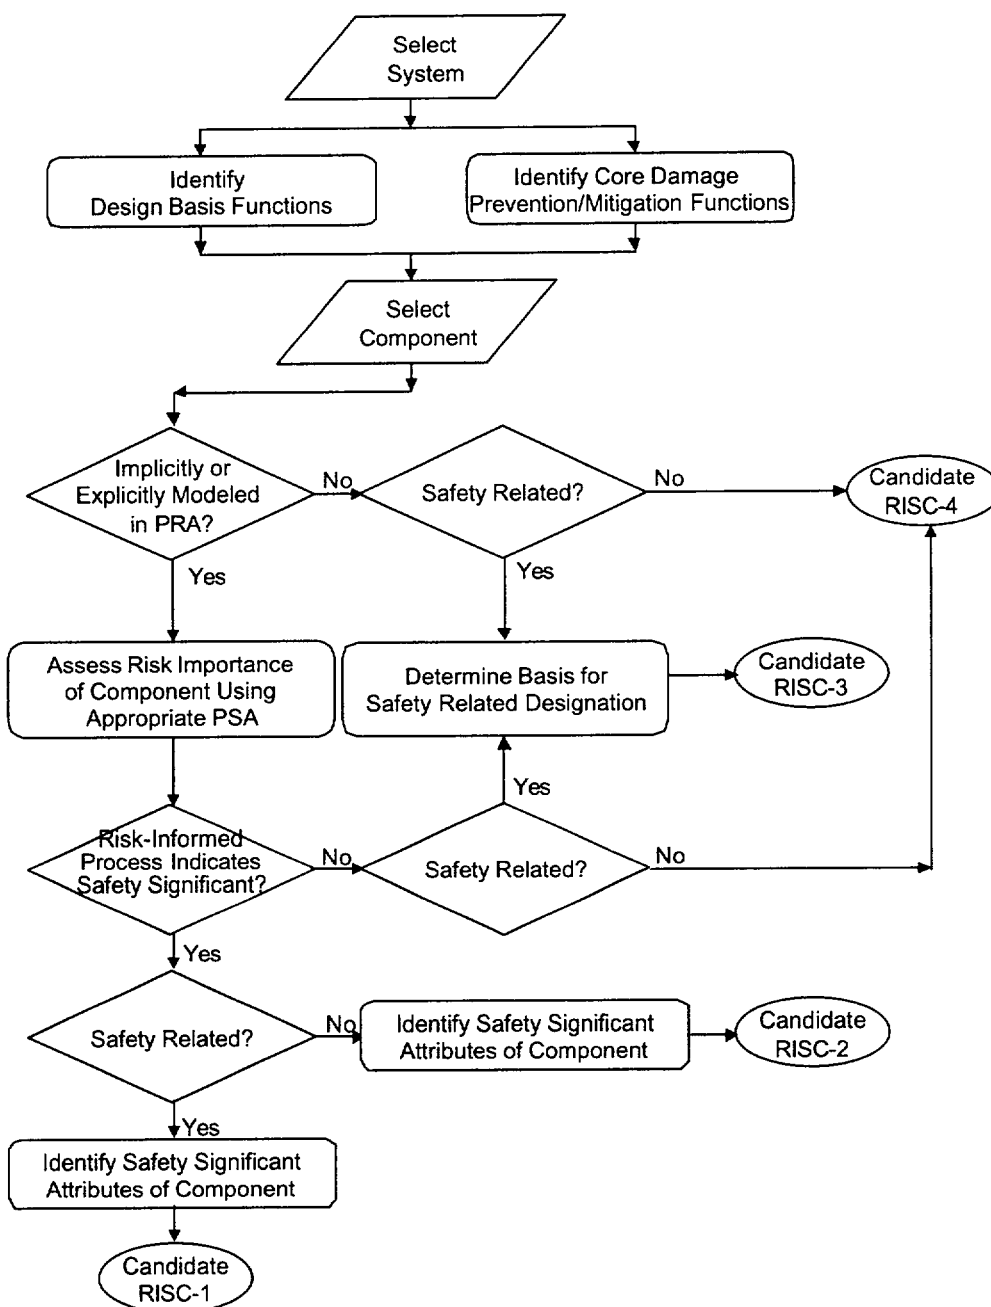 Select
System
Identify
Design Basis Functions
Identify Core Damage
Prevention/Mitigation Functions
Select
Component
Implicitly or
Explicitly Modeled
in PRA?
No
Safety Related?
No
Candidate
RISC-4
Yes
Yes
Assess Risk Importance
of Component Using
Appropriate PSA
Determine Basis for
Safety Related Designation
Candidate
RISC-3
Yes
Risk-Informed
Process Indicates
Safety Significant?
No
Safety Related?
No
Yes
Safety Related?
No
Identify Safety Significant
Attributes of Component
Candidate
RISC-2
Yes
Identify Safety Significant
Attributes of Component
Candidate
RISC-1